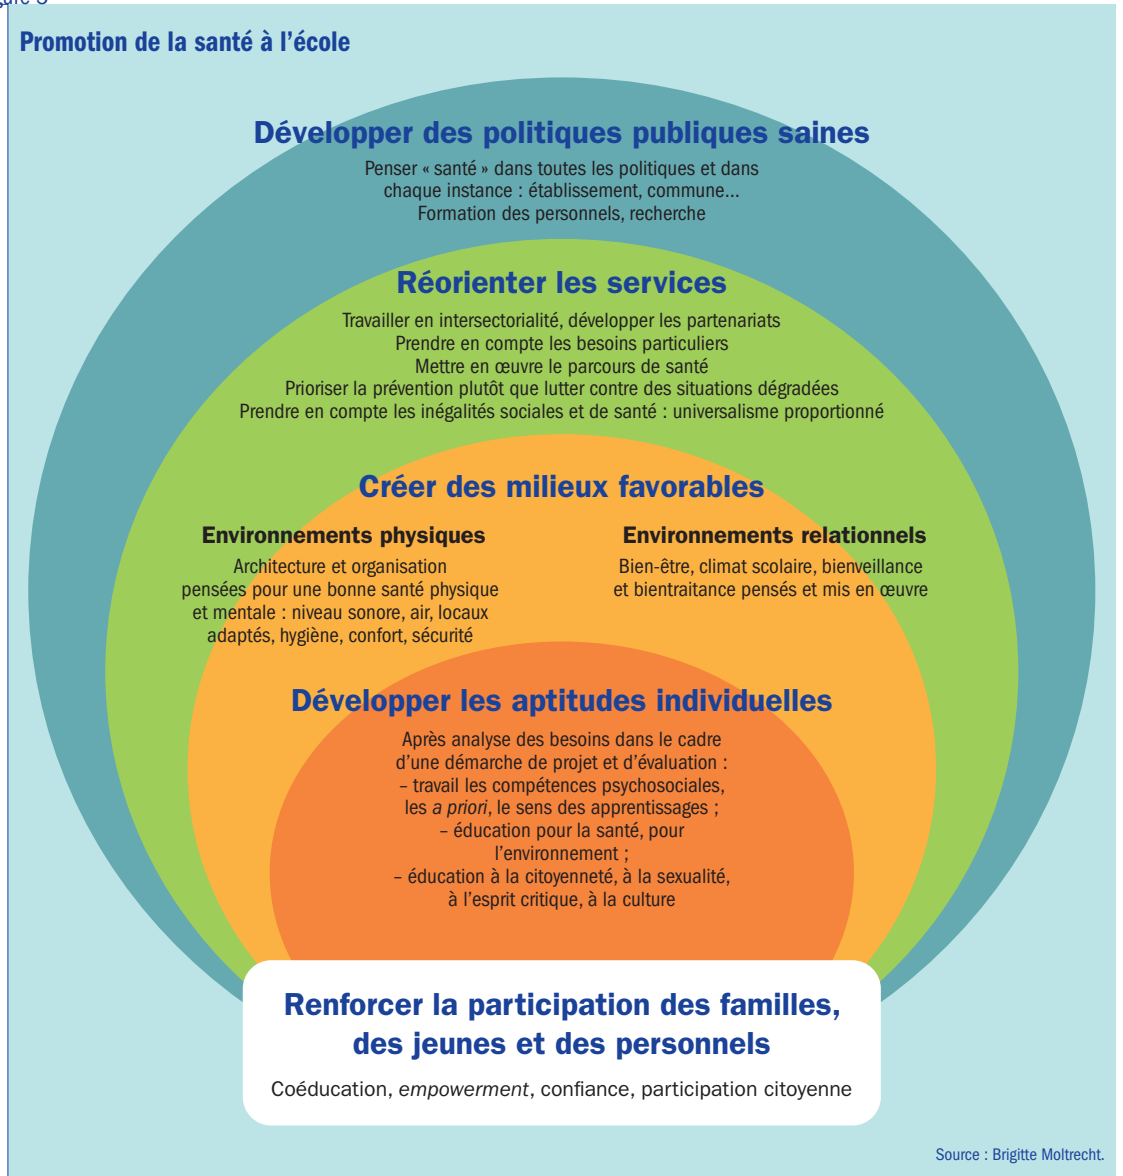 Promotion de la santé à l'école
Développer des politiques publiques saines
Penser « santé » dans toutes les politiques et dans
chaque instance : établissement, commune...
Formation des personnels, recherche
Réorienter les services
Travailler en intersectorialité, développer les partenariats
Prendre en compte les besoins particuliers
Mettre en œuvre le parcours de santé
Prioriser la prévention plutôt que lutter contre des situations dégradées
Prendre en compte les inégalités sociales et de santé : universalisme proportionné
Créer des milieux favorables
Environnements physiques
Architecture et organisation
pensées pour une bonne santé physique
et mentale : niveau sonore, air, locaux
adaptés, hygiène, confort, sécurité
Environnements relationnels
Bien-être, climat scolaire, bienveillance
et bientraitance pensés et mis en œuvre
Développer les aptitudes individuelles
Après analyse des besoins dans le cadre
d'une démarche de projet et d'évaluation :
– travail les compétences psychosociales,
les a priori, le sens des apprentissages ;
– éducation pour la santé, pour
l'environnement ;
– éducation à la citoyenneté, à la sexualité,
à l'esprit critique, à la culture
Renforcer la participation des familles,
des jeunes et des personnels
Coéducation, empowerment, confiance, participation citoyenne
Source : Brigitte Moltrecht.